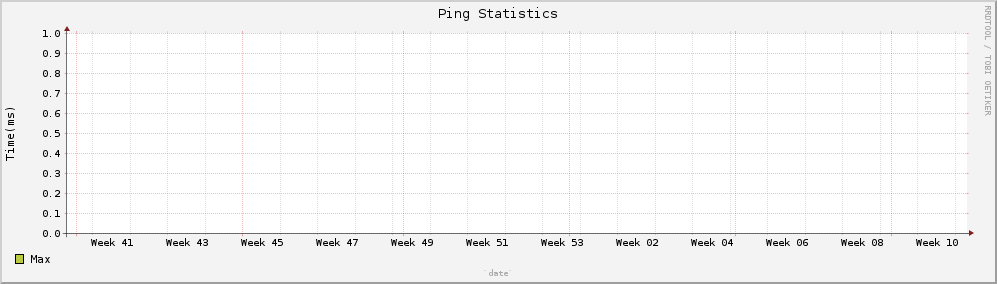 Ping Statistics
RRDTOOL / TOBI OETIKER
Time(ms)
1.0
0.9
0.8
0.7
0.6
0.5
0.4
0.3
0.2
0.1
0.0
Week 41 Week 43 Week 45 Week 47 Week 49 Week 51 Week 53 Week 02 Week 04 Week 06 Week 08 Week 10
Max
`date`